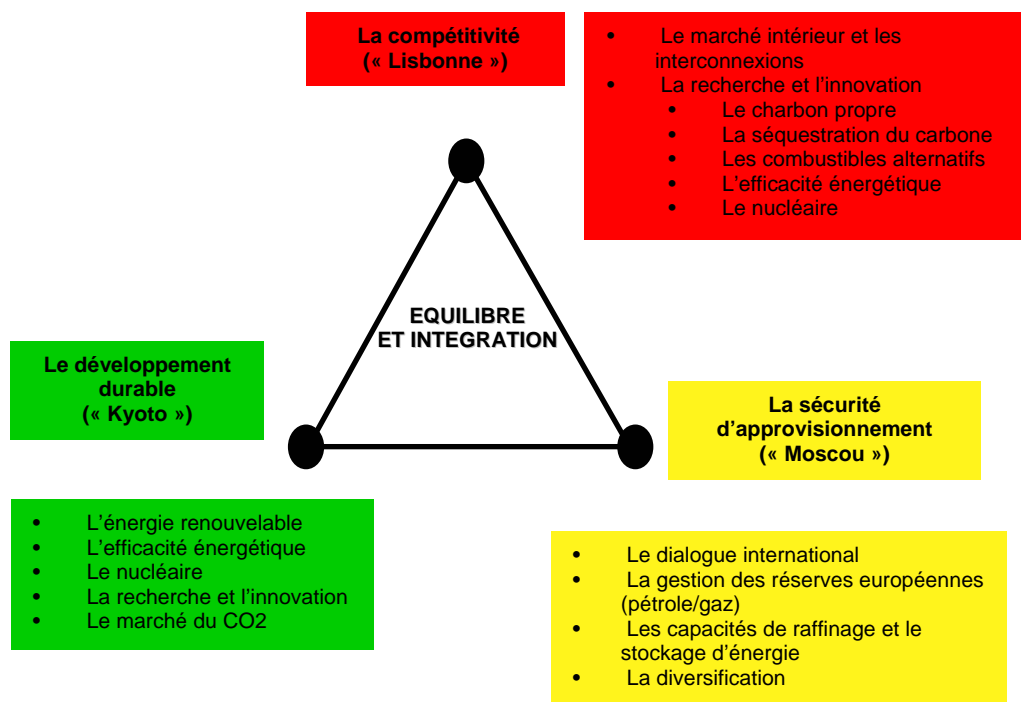 La compétitivité
(« Lisbonne »)
• Le marché intérieur et les
interconnexions
• La recherche et l'innovation
• Le charbon propre
• La séquestration du carbone
• Les combustibles alternatifs
• L'efficacité énergétique
• Le nucléaire
EQUILIBRE
ET INTEGRATION
Le développement
durable
(« Kyoto »)
La sécurité
d'approvisionnement
(« Moscou »)
• L'énergie renouvelable
• L'efficacité énergétique
• Le nucléaire
• La recherche et l'innovation
• Le marché du CO2
• Le dialogue international
• La gestion des réserves européennes
(pétrole/gaz)
• Les capacités de raffinage et le
stockage d'énergie
• La diversification